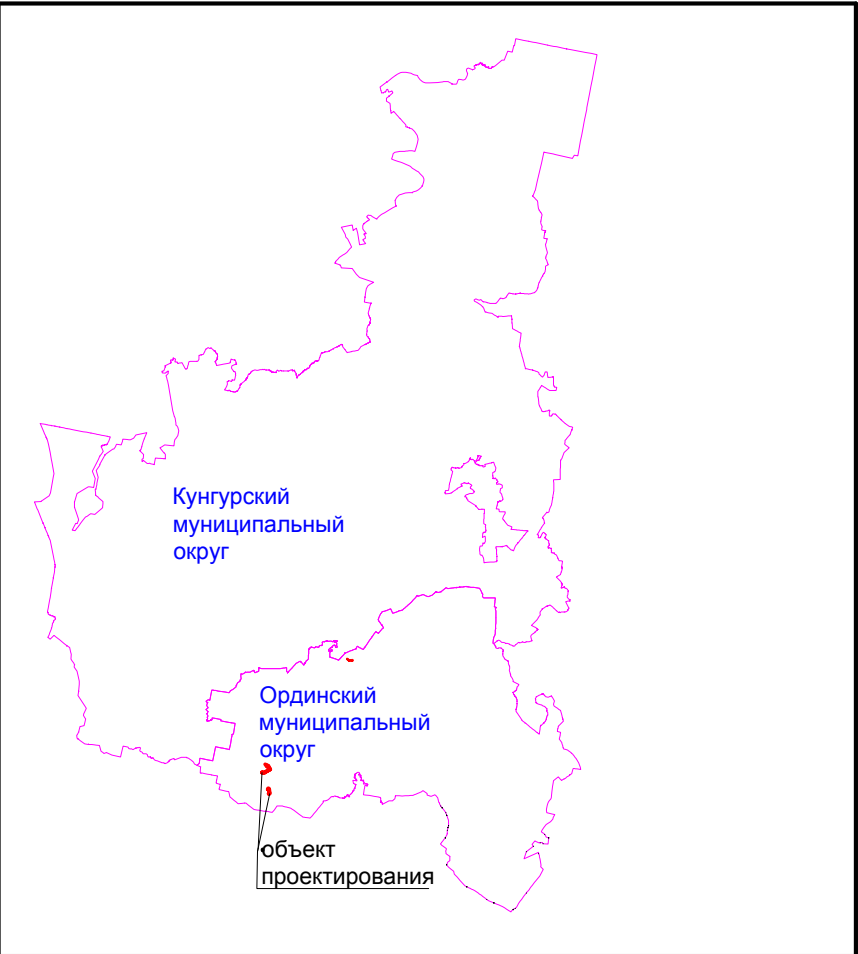 Кунгурский
муниципальный
округ
Ординский
муниципальный
округ
объект
проектирования